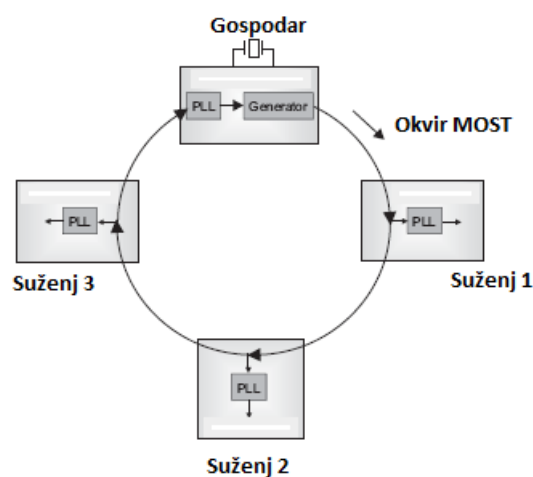 Gospodar
PLL
Generator
Okvir MOST
PLL
Suženj 3
PLL
Suženj 1
PLL
Suženj 2